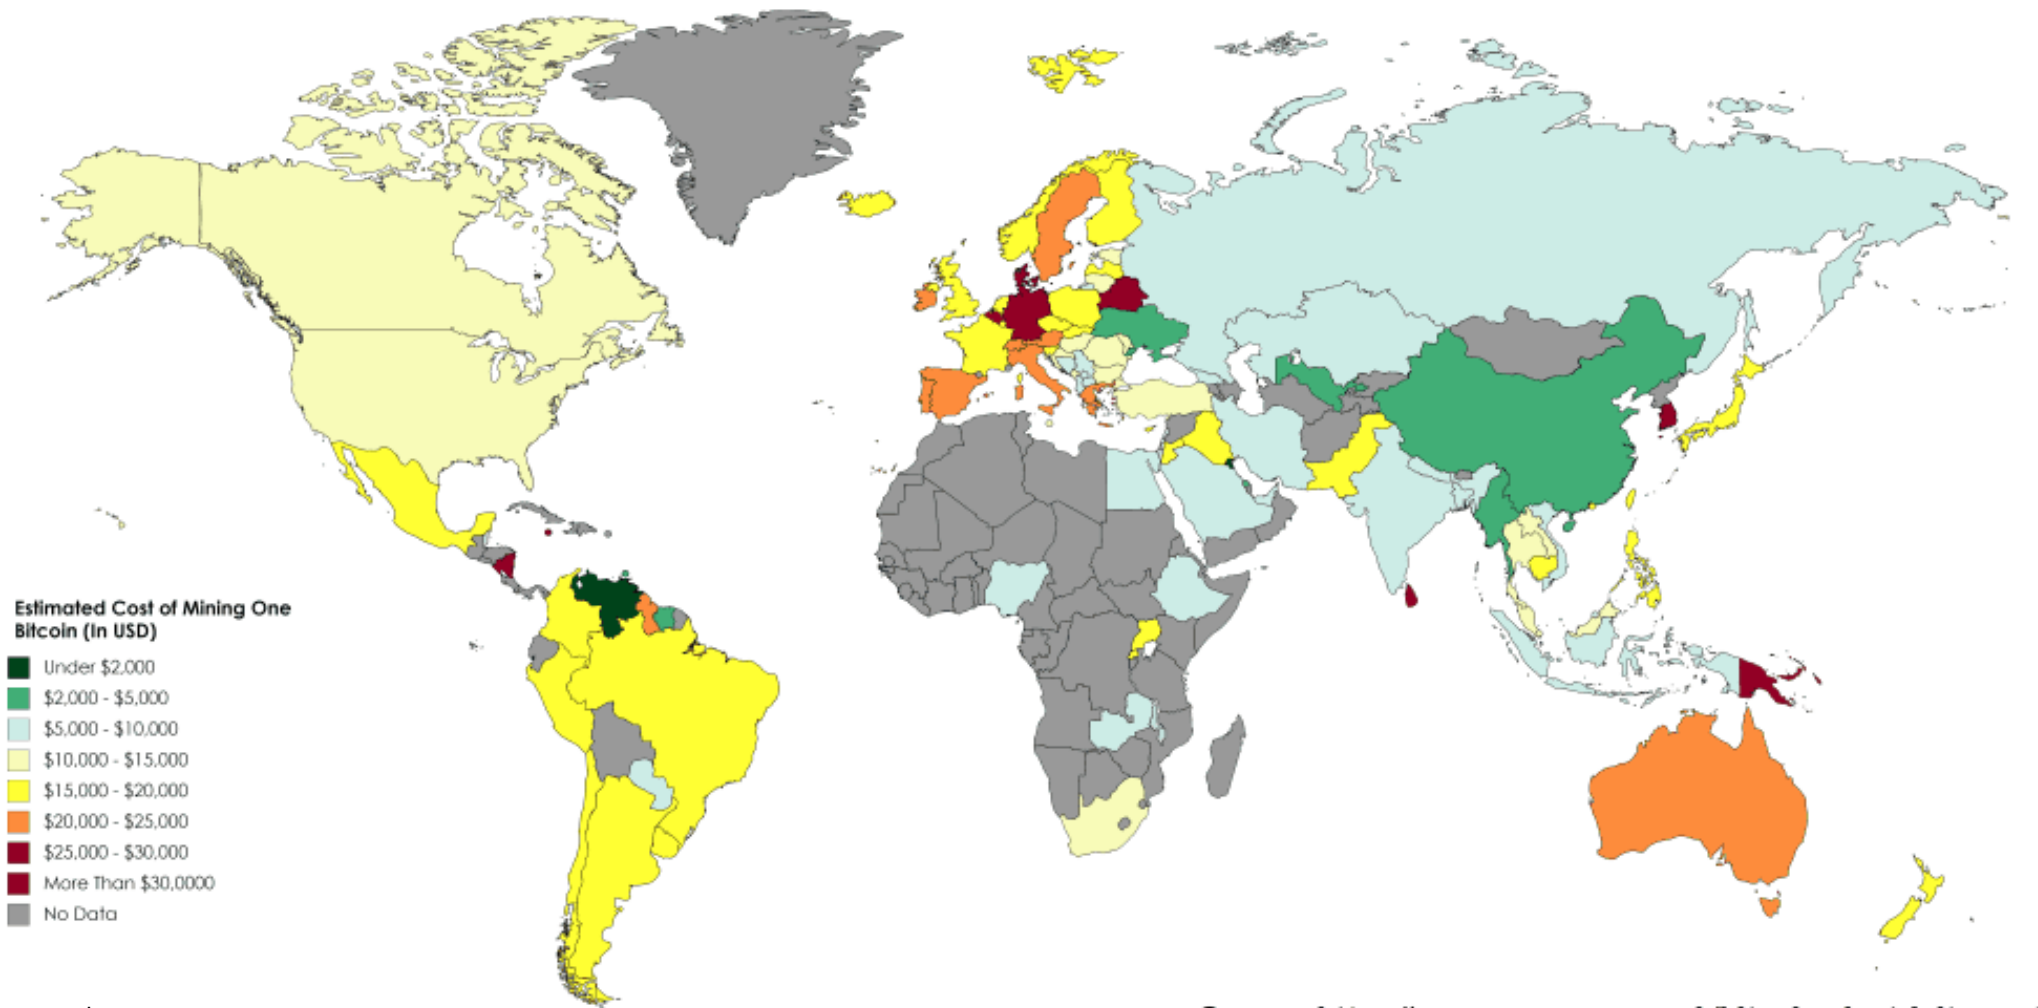 Estimated Cost of Mining One
Bitcoin (In USD)
Under $2,000
$2,000 - $5,000
$5,000 - $10,000
$10,000 - $15,000
$15,000 - $20,000
$20,000 - $25,000
$25,000 - $30,000
More Than $30,0000
No Data